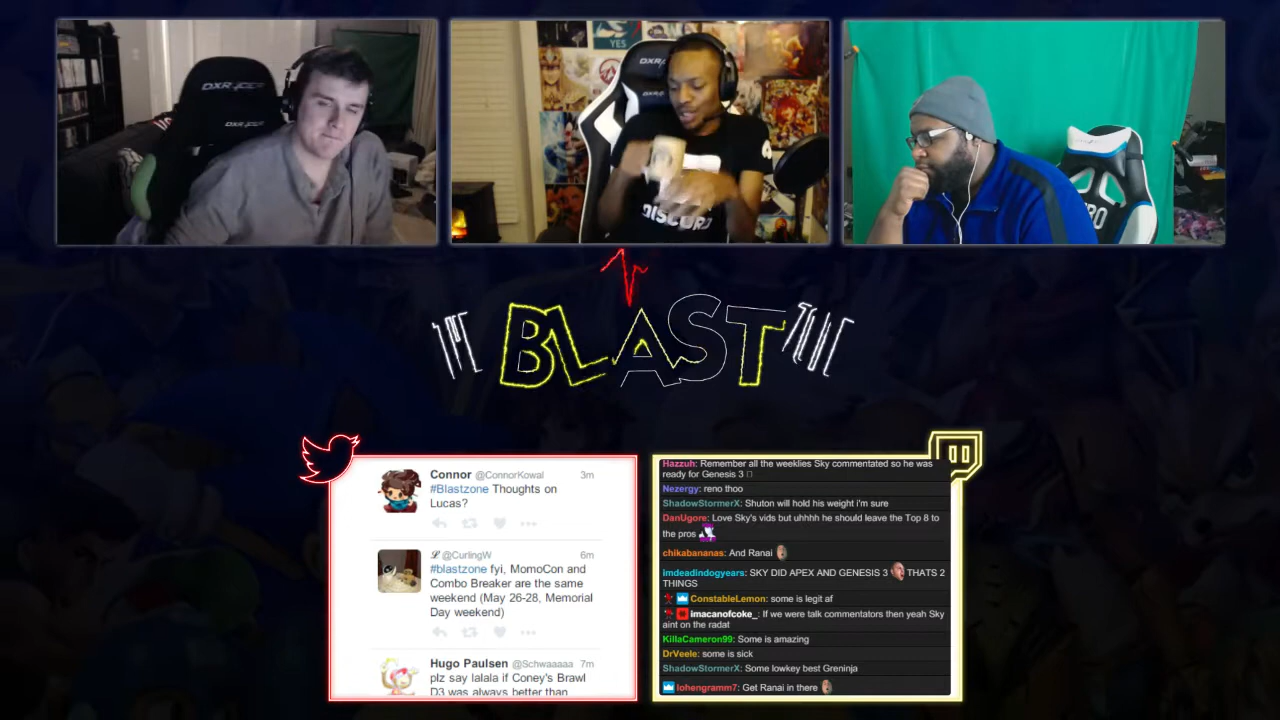 DXRACER
DXRACER
YES
DXR
DISCORD
RO
BLAST
Connor @ConnorKowal 3m
#Blastzone Thoughts on
Lucas?
ℒ @CurlingW 6m
#blastzone fyi, MomoCon and
Combo Breaker are the same
weekend (May 26-28, Memorial
Day weekend)
Hugo Paulsen @Schwaaaaa 7m
plz say lalala if Coney's Brawl
D3 was always better than
Hazzuh: Remember all the weeklies Sky commentated so he was
ready for Genesis 3
Nezergy: reno thoo
ShadowStormerX: Shuton will hold his weight i'm sure
DanUgore: Love Sky's vids but uhhhh he should leave the Top 8 to
the pros
chikabananas: And Ranai
imdeadindogyears: SKY DID APEX AND GENESIS 3 THATS 2
THINGS
ConstableLemon: some is legit af
imacanofcoke_: If we were talk commentators then yeah Sky
aint on the radat
KillaCameron99: Some is amazing
DrVeele: some is sick
ShadowStormerX: Some lowkey best Greninja
lohengramm7: Get Ranai in there